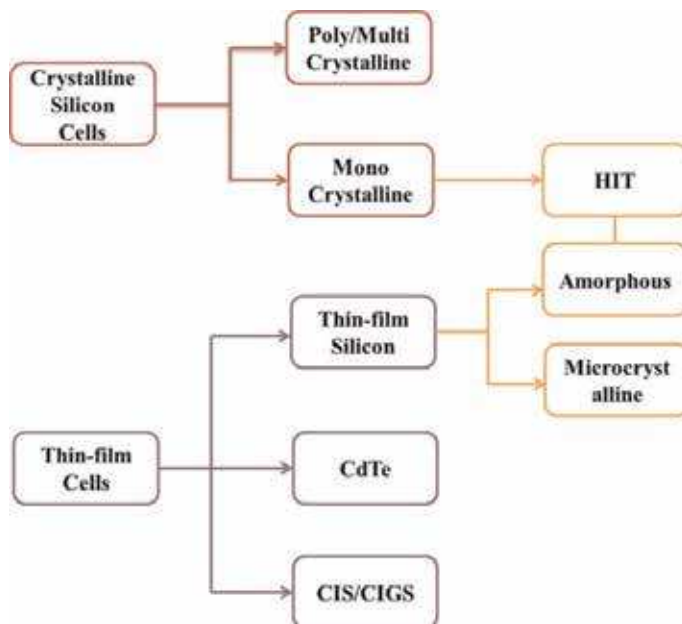 Poly/Multi
Crystalline
Crystalline
Silicon
Cells
Mono
Crystalline
HIT
Amorphous
Thin-film
Silicon
Microcryst
alline
Thin-film
Cells
CdTe
CIS/CIGS